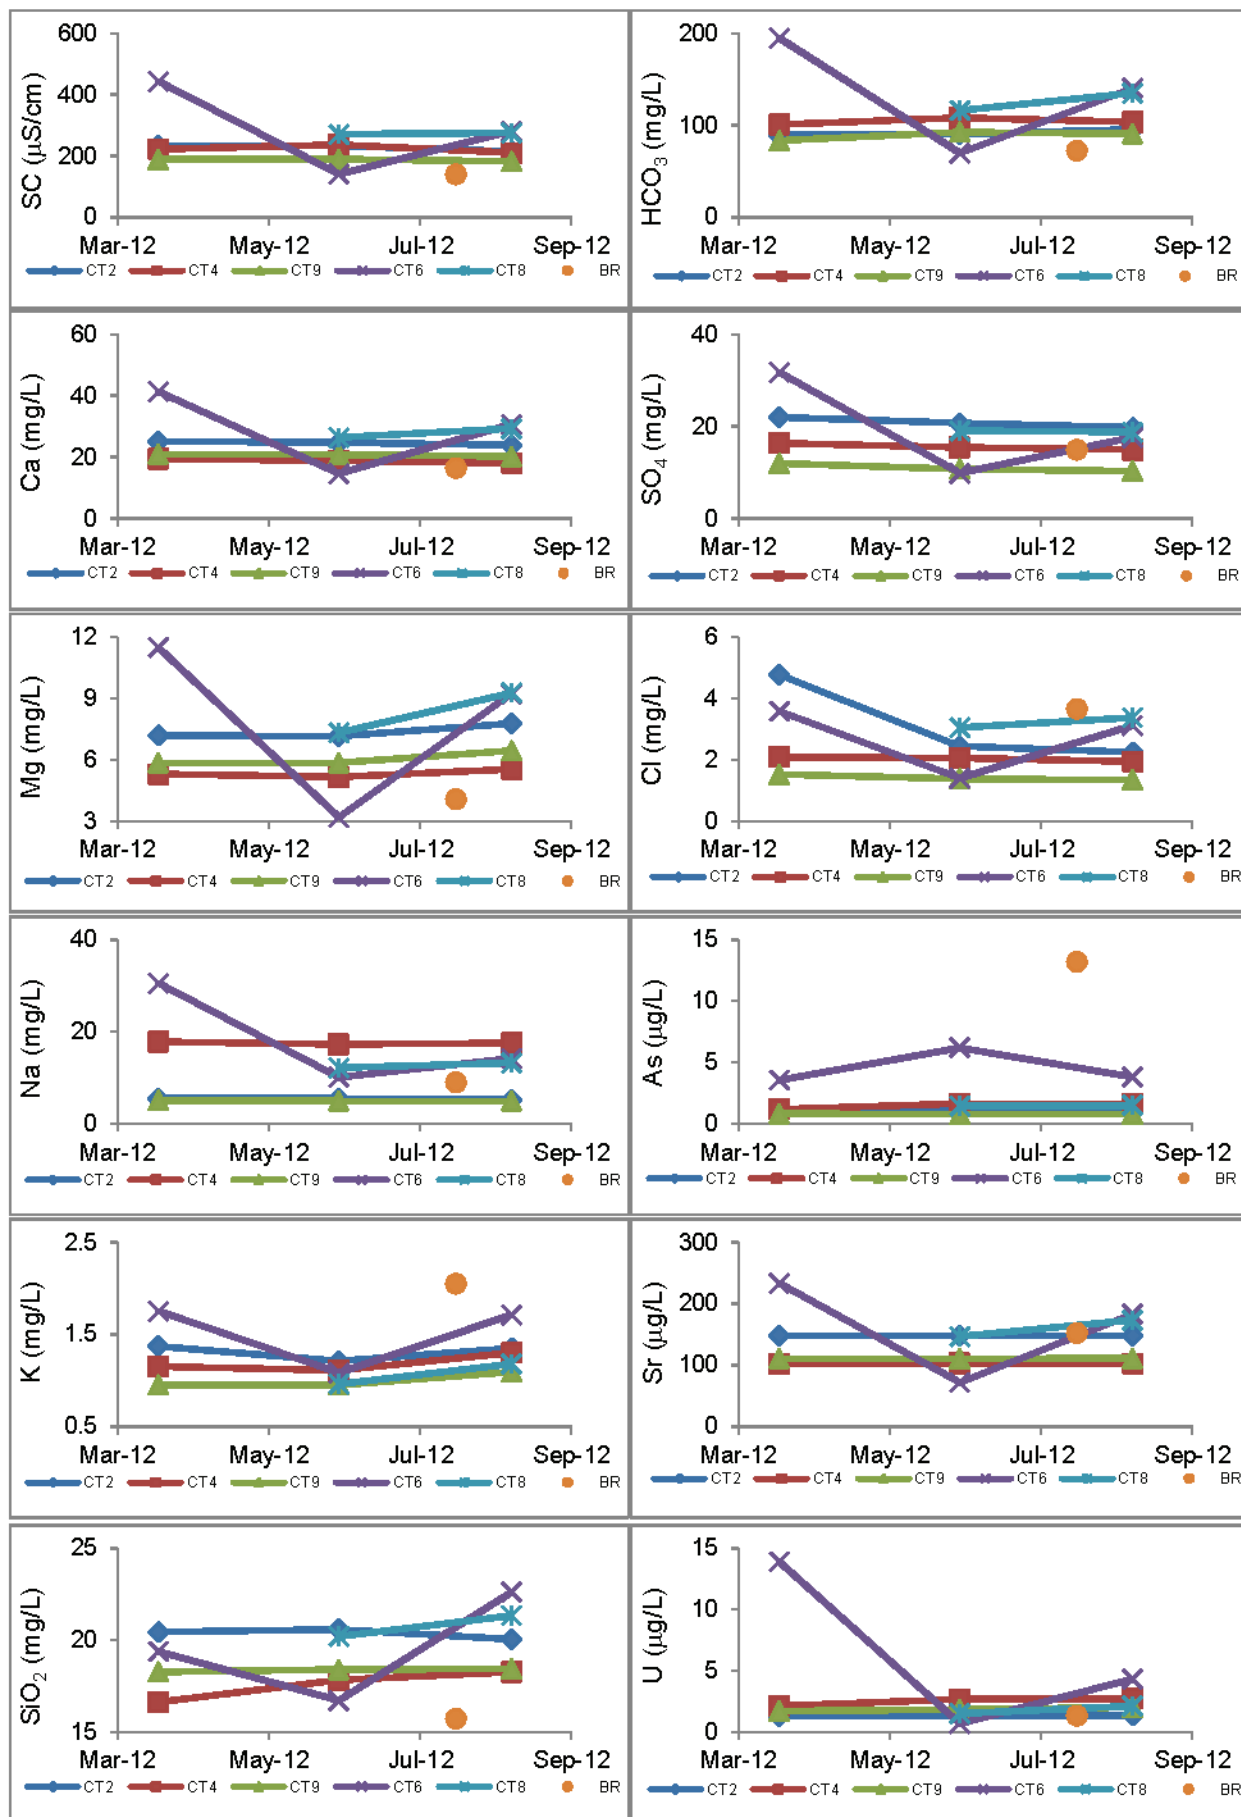 SC (µS/cm)
600
400
200
0
Mar-12 May-12 Jul-12 Sep-12
CT2 CT4 CT9 CT6 CT8 BR
HCO3 (mg/L)
200
100
0
Mar-12 May-12 Jul-12 Sep-12
CT2 CT4 CT9 CT6 CT8 BR
Ca (mg/L)
60
40
20
0
Mar-12 May-12 Jul-12 Sep-12
CT2 CT4 CT9 CT6 CT8 BR
SO4 (mg/L)
40
20
0
Mar-12 May-12 Jul-12 Sep-12
CT2 CT4 CT9 CT6 CT8 BR
Mg (mg/L)
12
9
6
3
Mar-12 May-12 Jul-12 Sep-12
CT2 CT4 CT9 CT6 CT8 BR
Cl (mg/L)
6
4
2
0
Mar-12 May-12 Jul-12 Sep-12
CT2 CT4 CT9 CT6 CT8 BR
Na (mg/L)
40
20
0
Mar-12 May-12 Jul-12 Sep-12
CT2 CT4 CT9 CT6 CT8 BR
As (µg/L)
15
10
5
0
Mar-12 May-12 Jul-12 Sep-12
CT2 CT4 CT9 CT6 CT8 BR
K (mg/L)
2.5
1.5
0.5
Mar-12 May-12 Jul-12 Sep-12
CT2 CT4 CT9 CT6 CT8 BR
Sr (µg/L)
300
200
100
0
Mar-12 May-12 Jul-12 Sep-12
CT2 CT4 CT9 CT6 CT8 BR
SiO2 (mg/L)
25
20
15
Mar-12 May-12 Jul-12 Sep-12
CT2 CT4 CT9 CT6 CT8 BR
U (µg/L)
15
10
5
0
Mar-12 May-12 Jul-12 Sep-12
CT2 CT4 CT9 CT6 CT8 BR